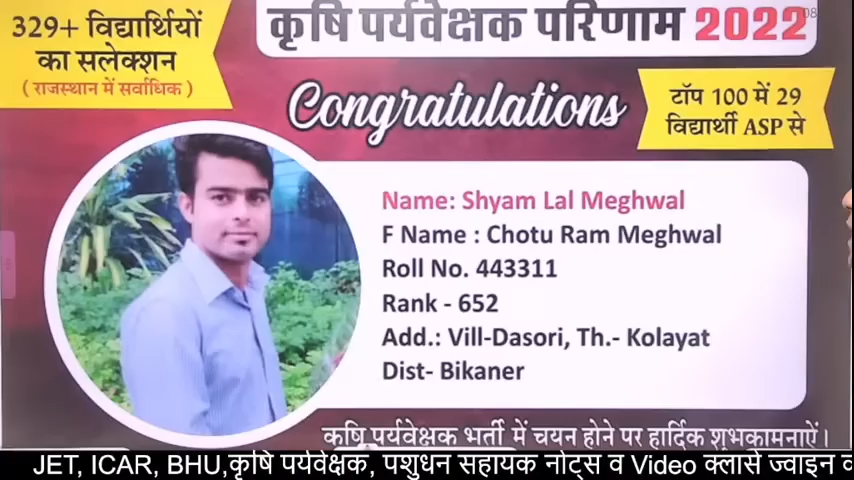 329+ विद्यार्थियों
का सलेक्शन
( राजस्थान में सर्वाधिक )
कृषि पर्यवेक्षक परिणाम 2022
08
Congratulations
टॉप 100 में 29
विद्यार्थी ASP से
Name: Shyam Lal Meghwal
F Name : Chotu Ram Meghwal
Roll No. 443311
Rank - 652
Add.: Vill-Dasori, Th.- Kolayat
Dist- Bikaner
कृषि पर्यवेक्षक भर्ती में चयन होने पर हार्दिक शुभकामनाऐं।
JET, ICAR, BHU,कृषि पर्यवेक्षक, पशुधन सहायक नोट्स व Video क्लासें ज्वाइन